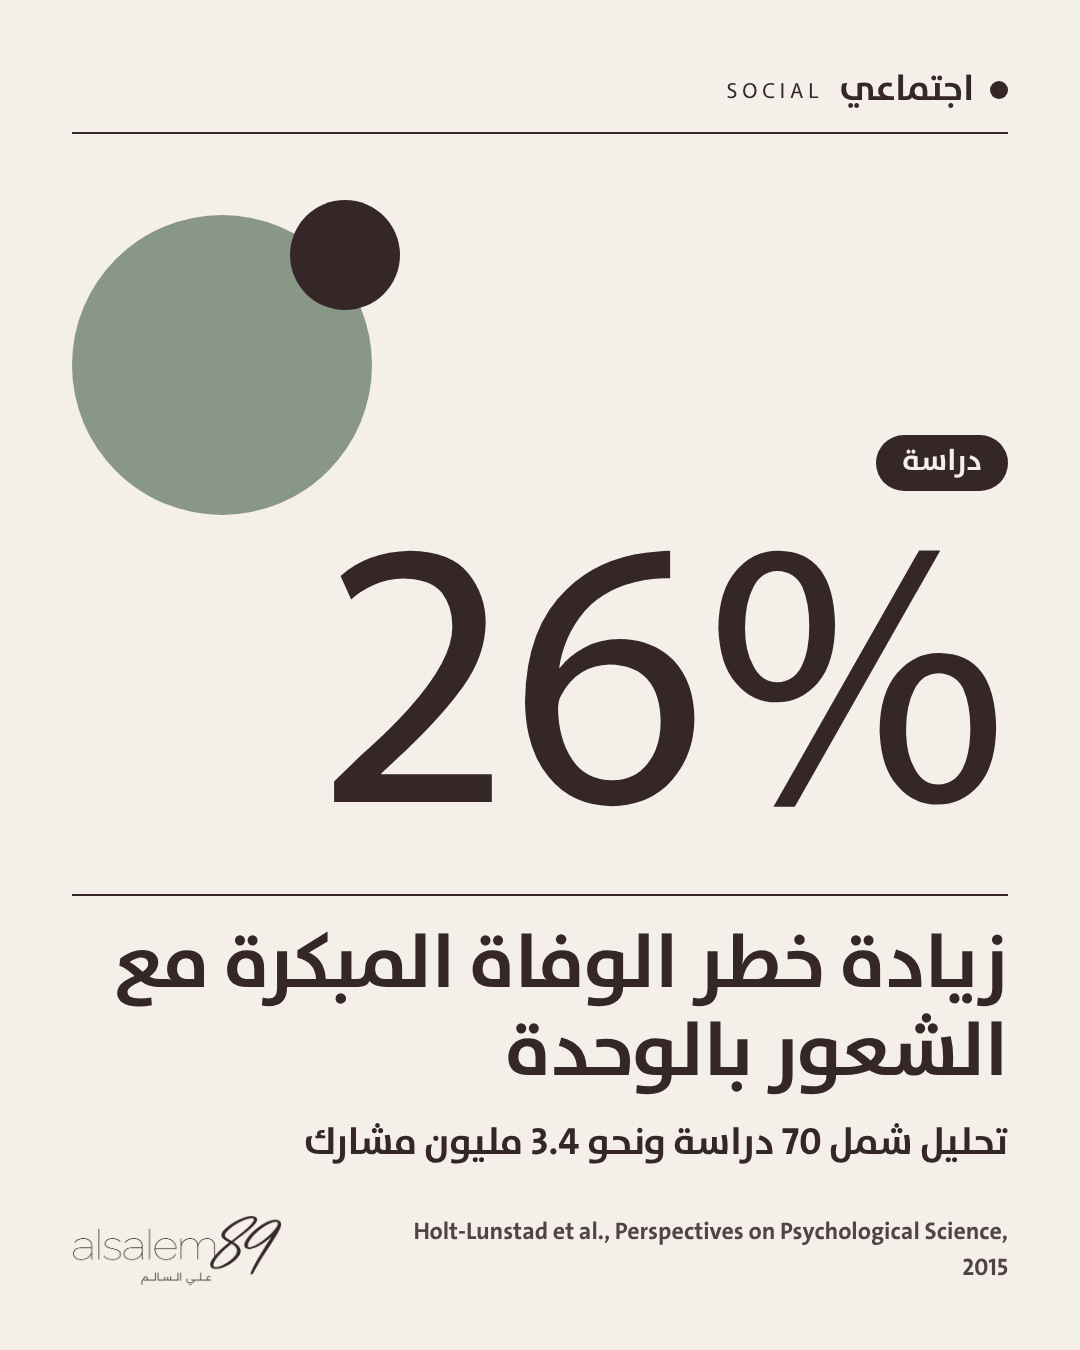 اجتماعي SOCIAL
دراسة
26%
زيادة خطر الوفاة المبكرة مع
الشعور بالوحدة
تحليل شمل 70 دراسة ونحو 3.4 مليون مشارك
Holt-Lunstad et al., Perspectives on Psychological Science,
2015
alsalem89
علي السالم